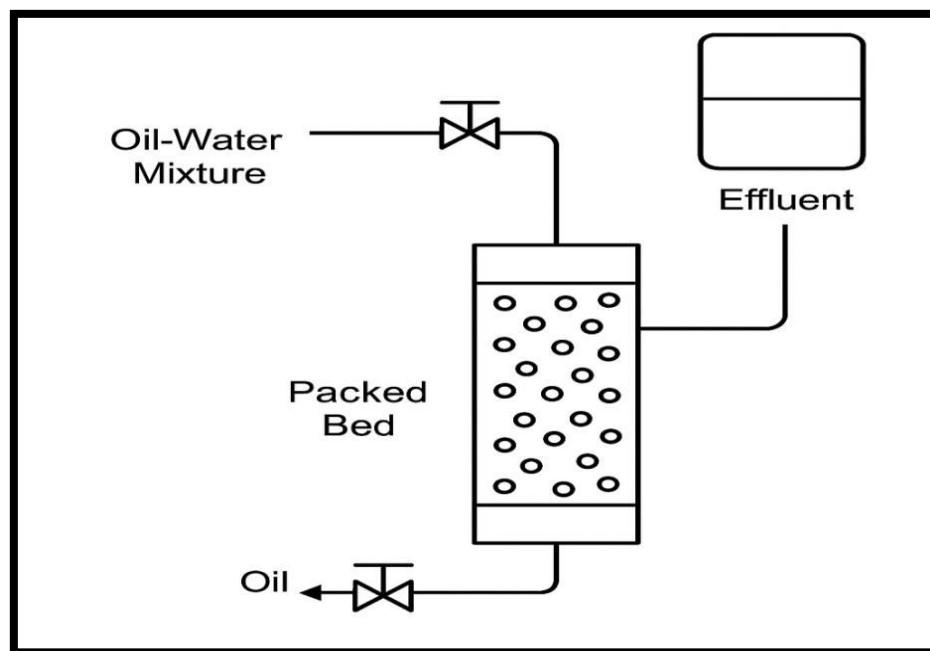 Oil-Water
Mixture
Effluent
Packed
Bed
Oil